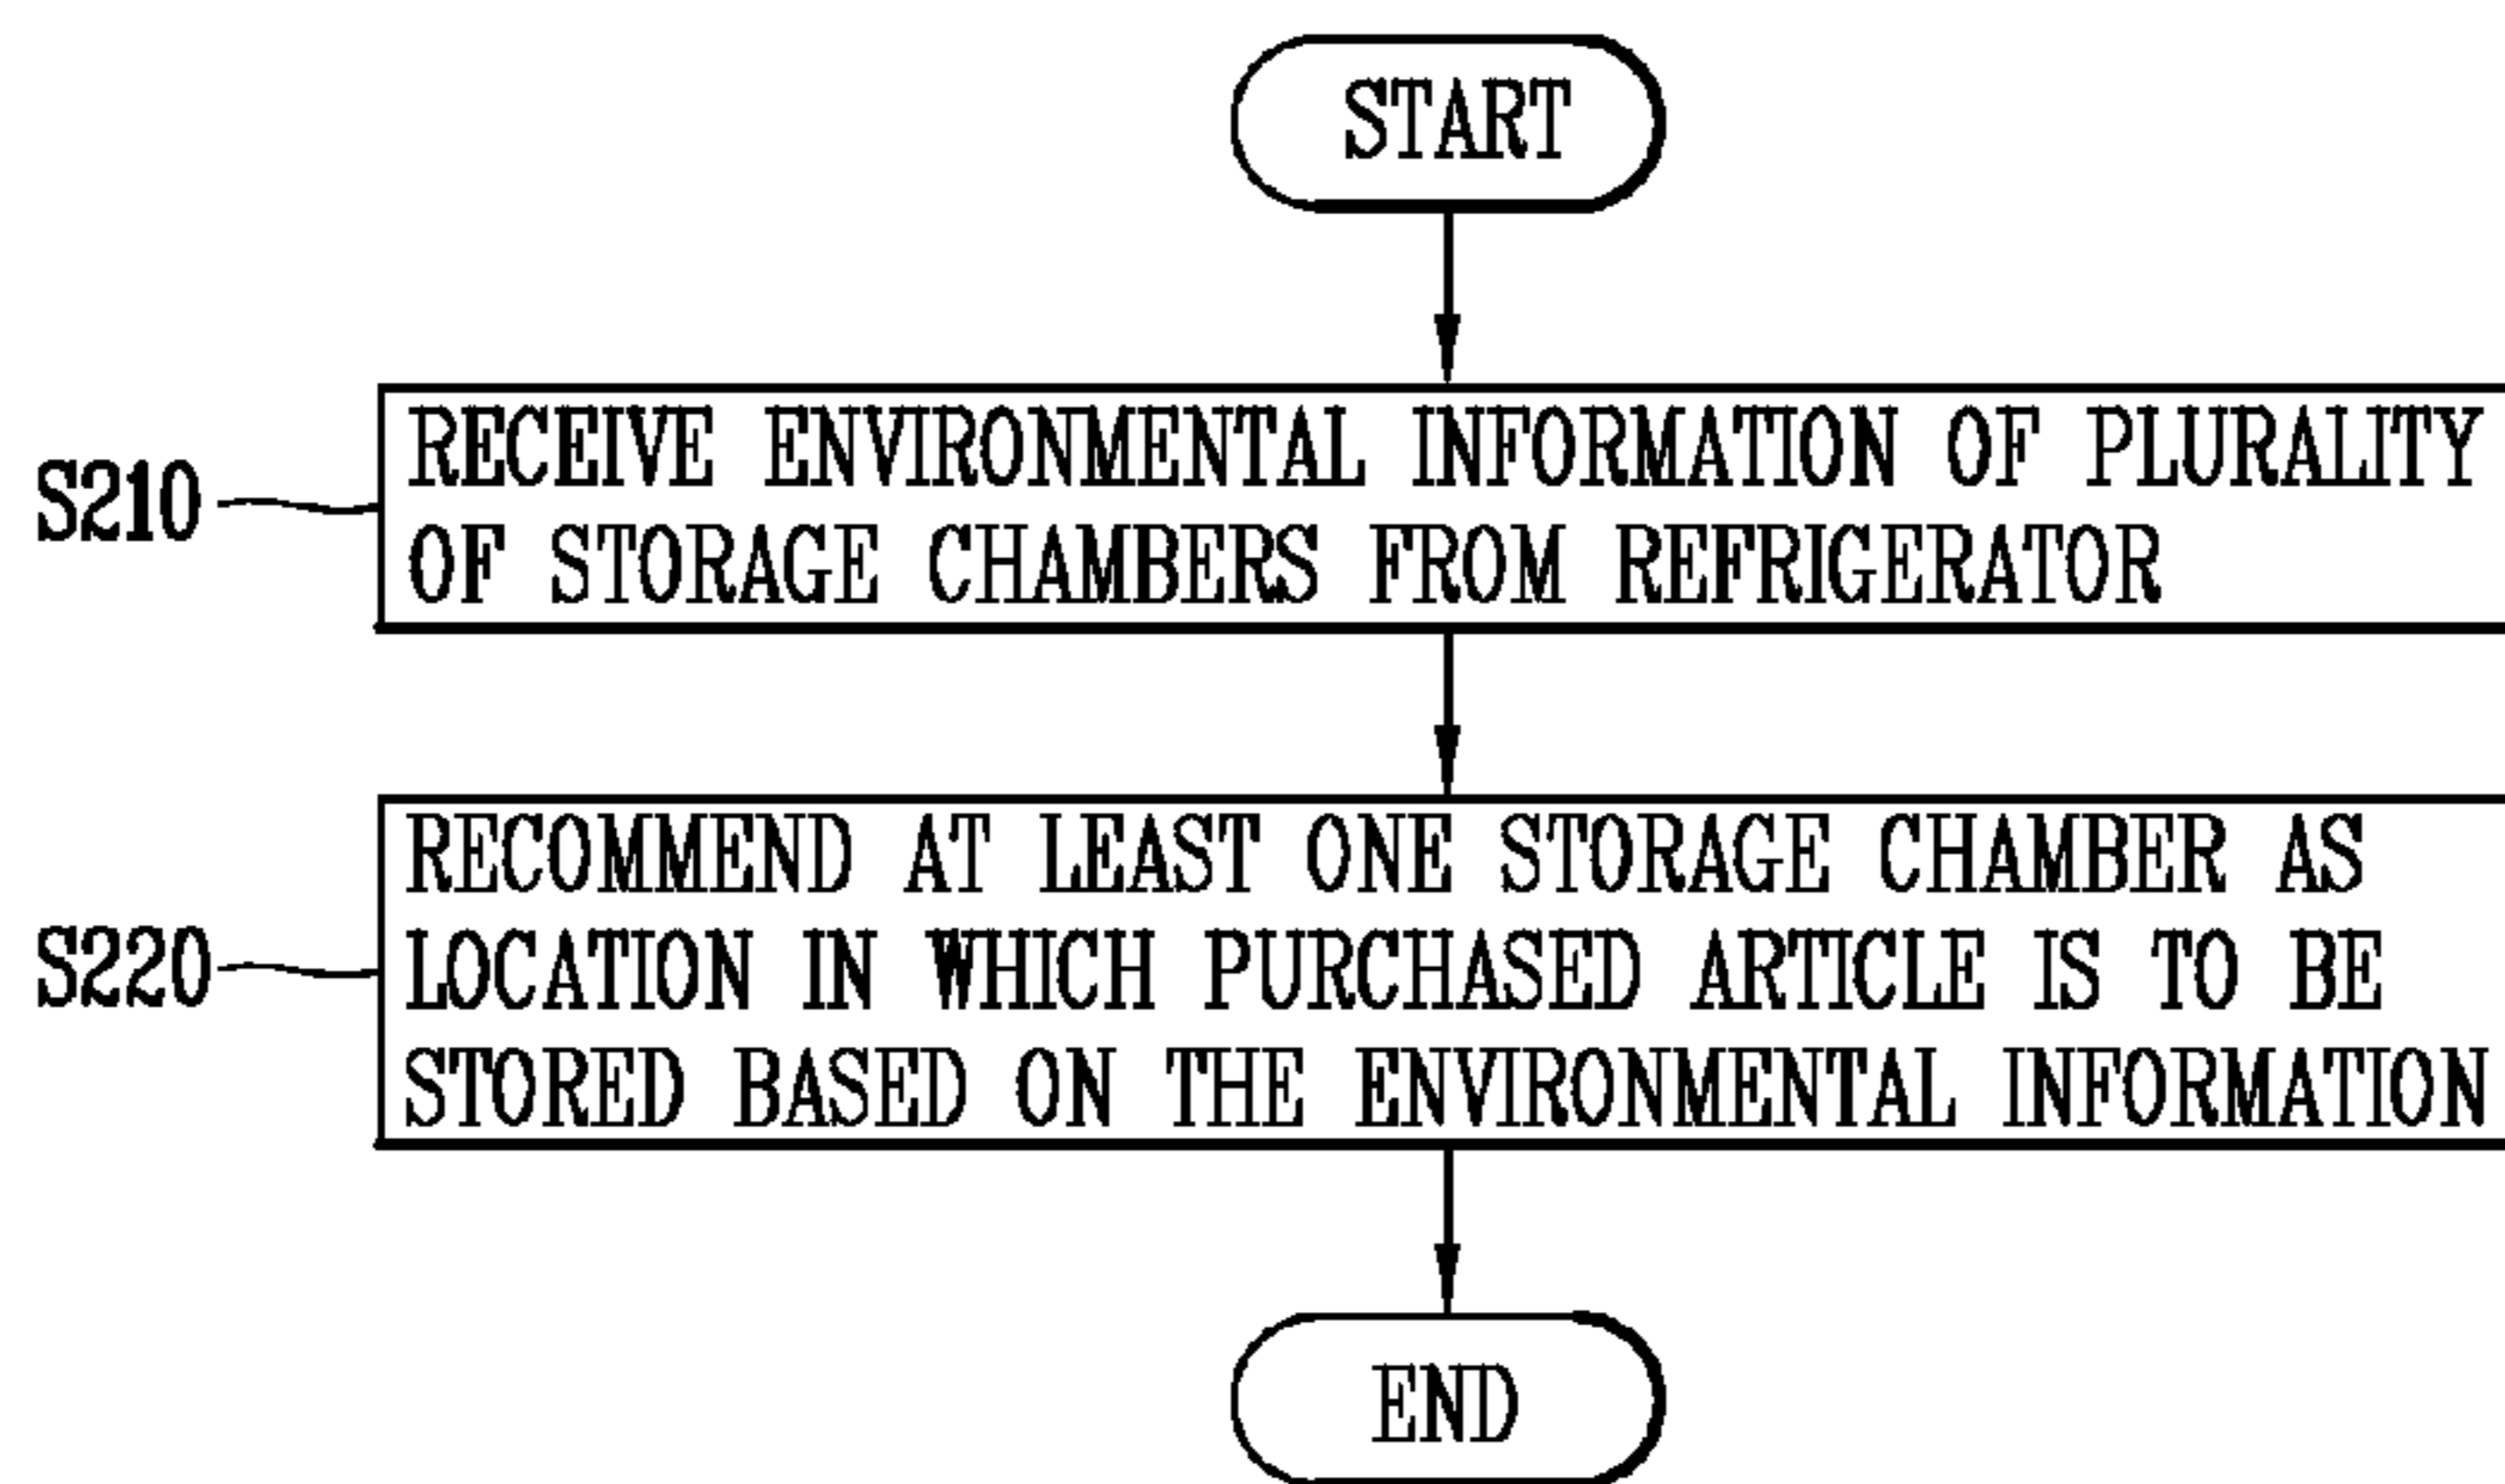 START
S210
RECEIVE ENVIRONMENTAL INFORMATION OF PLURALITY
OF STORAGE CHAMBERS FROM REFRIGERATOR
S220
RECOMMEND AT LEAST ONE STORAGE CHAMBER AS
LOCATION IN WHICH PURCHASED ARTICLE IS TO BE
STORED BASED ON THE ENVIRONMENTAL INFORMATION
END